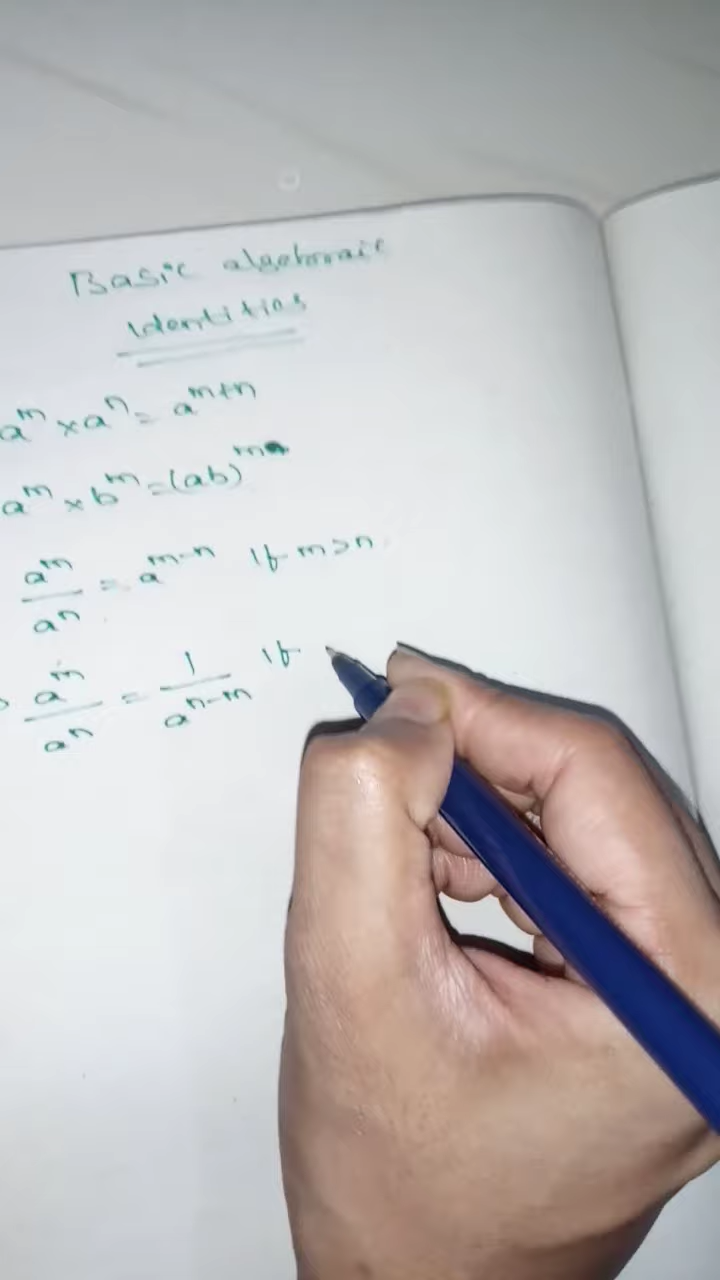 Basic algebraic
Identities
a^m × a^n = a^{m+n}
a^m × b^m = (ab)^m
a^m / a^n = a^{m-n} If m>n
a^m / a^n = 1 / a^{n-m} If